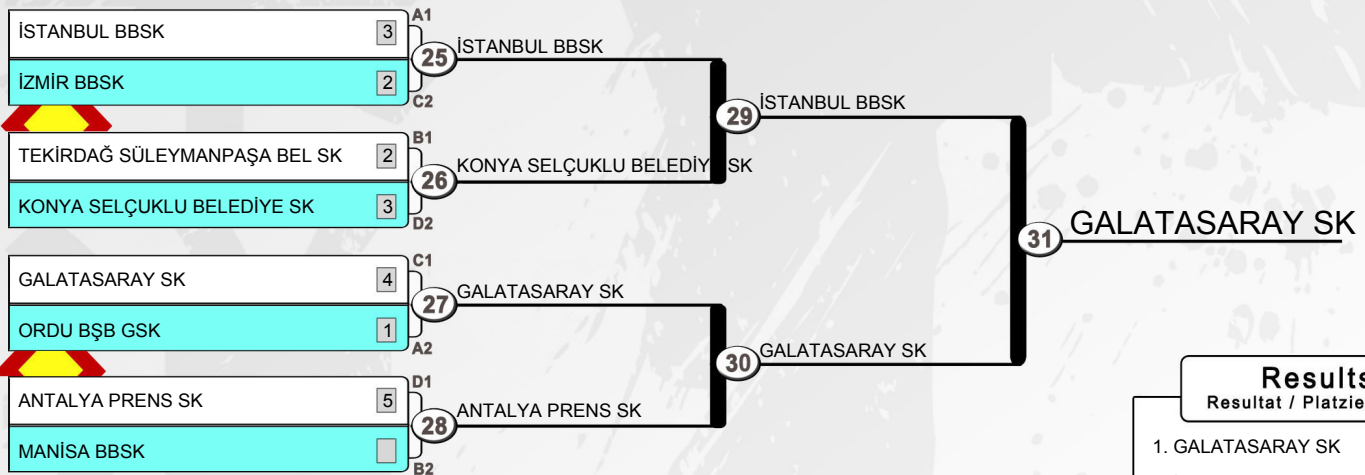 A1
İSTANBUL BBSK 3
25 İSTANBUL BBSK
İZMİR BBSK 2
C2
29 İSTANBUL BBSK
B1
TEKİRDAĞ SÜLEYMANPAŞA BEL SK 2
26 KONYA SELÇUKLU BELEDİY SK
KONYA SELÇUKLU BELEDİYE SK 3
D2
31 GALATASARAY SK
C1
GALATASARAY SK 4
27 GALATASARAY SK
ORDU BŞB GSK 1
A2
30 GALATASARAY SK
D1
ANTALYA PRENS SK 5
28 ANTALYA PRENS SK
MANİSA BBSK
B2
Results
Resultat / Platzie
1. GALATASARAY SK